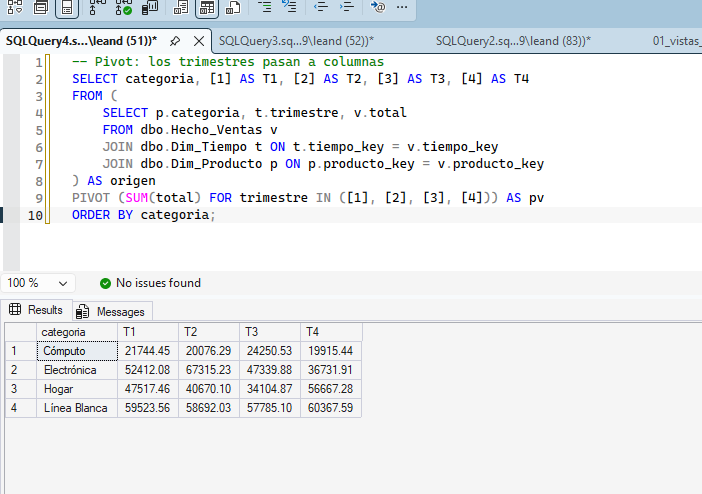 SQLQuery4.s...\leand (51))*
SQLQuery3.sq...9\leand (52))*
SQLQuery2.sq...9\leand (83))*
01_vistas_
1 -- Pivot: los trimestres pasan a columnas
2 SELECT categoria, [1] AS T1, [2] AS T2, [3] AS T3, [4] AS T4
3 FROM (
4 SELECT p.categoria, t.trimestre, v.total
5 FROM dbo.Hecho_Ventas v
6 JOIN dbo.Dim_Tiempo t ON t.tiempo_key = v.tiempo_key
7 JOIN dbo.Dim_Producto p ON p.producto_key = v.producto_key
8 ) AS origen
9 PIVOT (SUM(total) FOR trimestre IN ([1], [2], [3], [4])) AS pv
10 ORDER BY categoria;
100 % No issues found
Results Messages
categoria T1 T2 T3 T4
1 Cómputo 21744.45 20076.29 24250.53 19915.44
2 Electrónica 52412.08 67315.23 47339.88 36731.91
3 Hogar 47517.46 40670.10 34104.87 56667.28
4 Línea Blanca 59523.56 58692.03 57785.10 60367.59